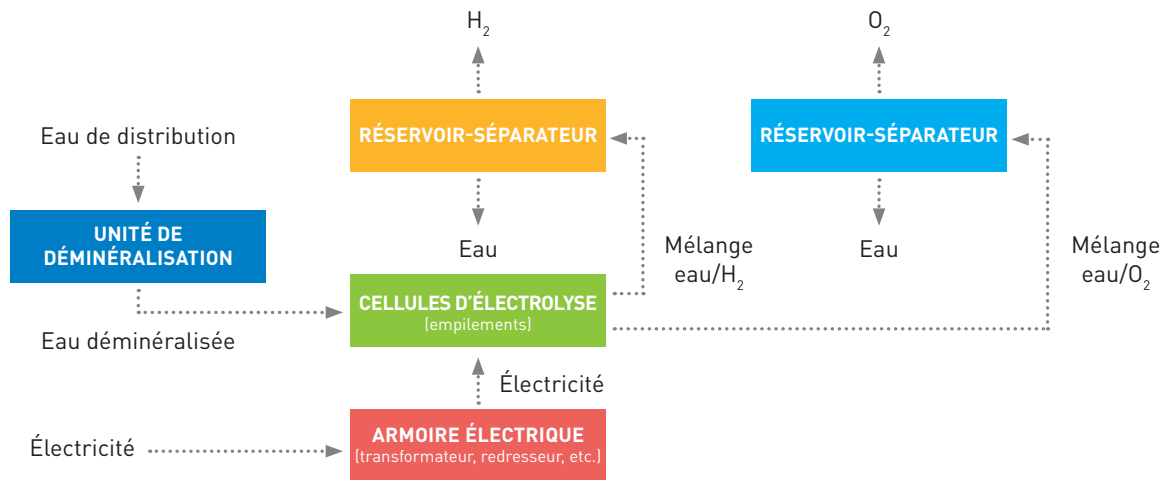 H₂
O₂
RÉSERVOIR-SÉPARATEUR
RÉSERVOIR-SÉPARATEUR
Eau de distribution
UNITÉ DE
DÉMINÉRALISATION
Eau
Mélange
eau/H₂
Eau
Mélange
eau/O₂
CELLULES D'ÉLECTROLYSE
(empilements)
Eau déminéralisée
Électricité
ARMOIRE ÉLECTRIQUE
(transformateur, redresseur, etc.)
Électricité